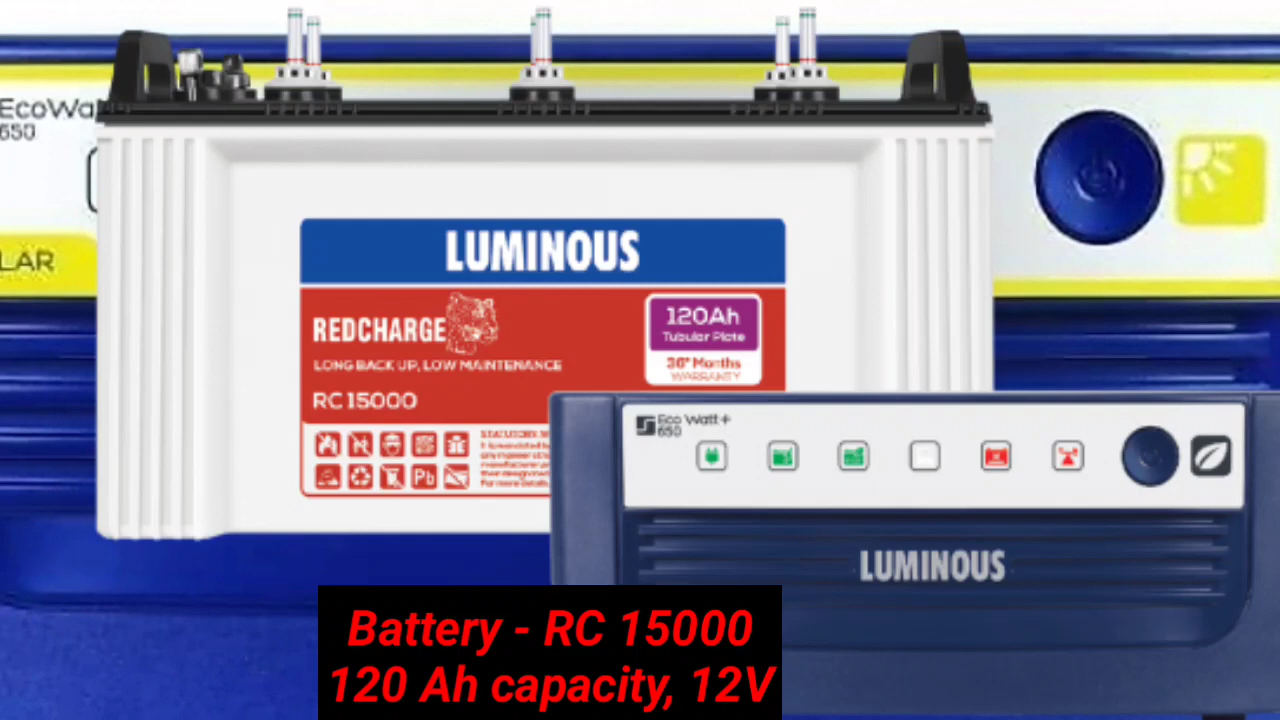 EcoWa
650
LAR
LUMINOUS
REDCHARGE
LONG BACK UP, LOW MAINTENANCE
RC 15000
120Ah
Tubular Plate
36* Months
WARRANTY
Pb
Eco Watt+
650
LUMINOUS
Battery - RC 15000
120 Ah capacity, 12V